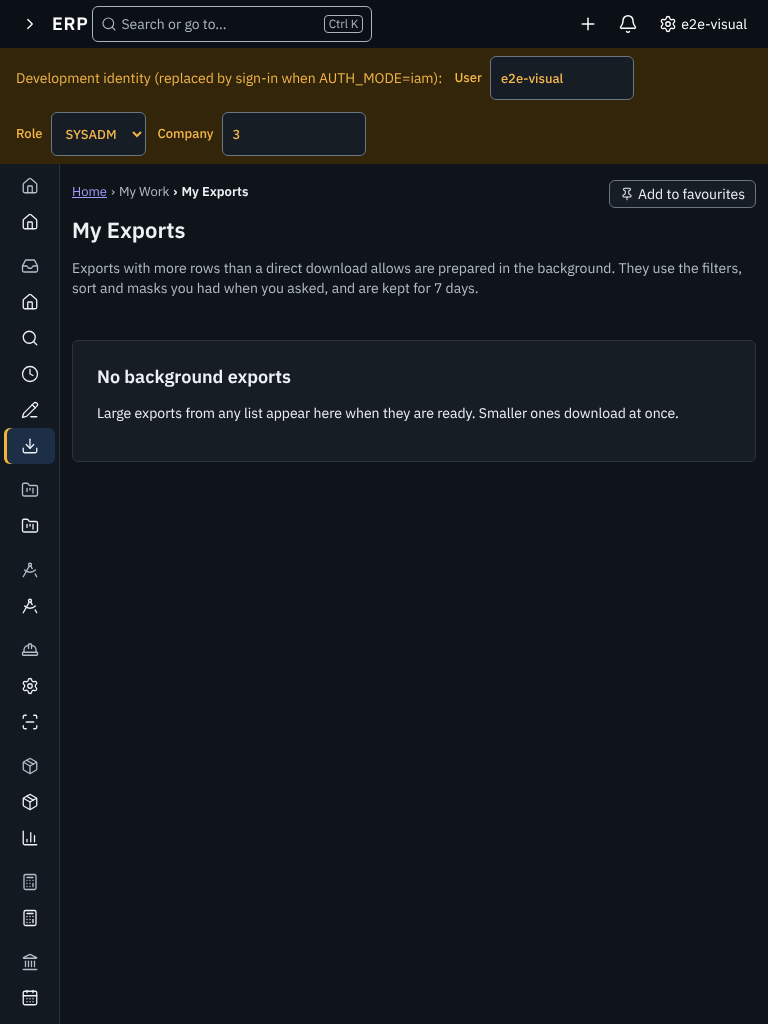 ERP Search or go to... Ctrl K e2e-visual
Development identity (replaced by sign-in when AUTH_MODE=iam): User e2e-visual
Role SYSADM Company 3
Home › My Work › My Exports Add to favourites
My Exports
Exports with more rows than a direct download allows are prepared in the background. They use the filters,
sort and masks you had when you asked, and are kept for 7 days.
No background exports
Large exports from any list appear here when they are ready. Smaller ones download at once.